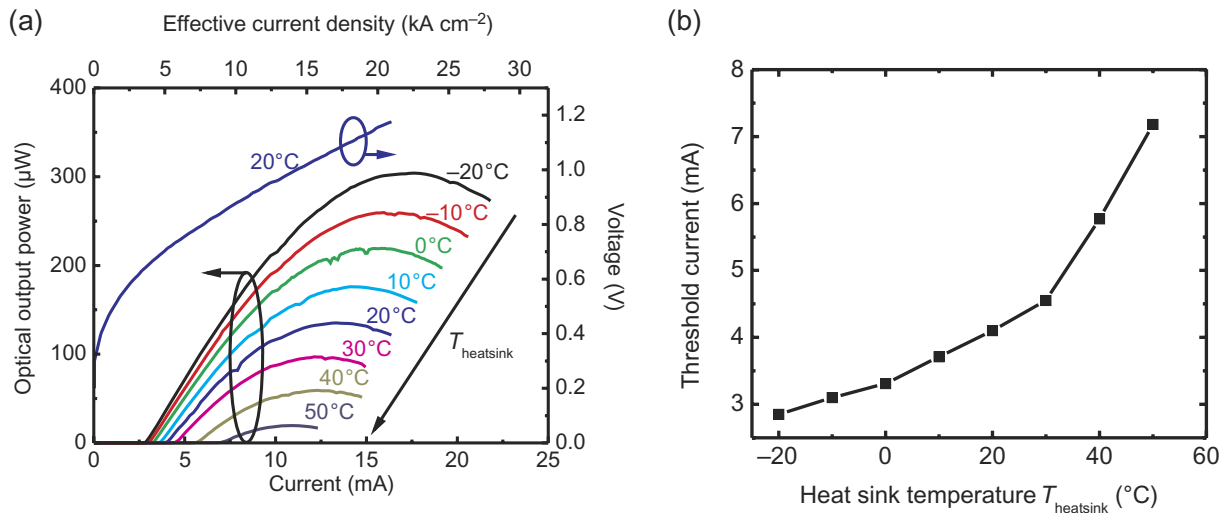 (a)
Effective current density (kA cm⁻²)
0 5 10 15 20 25 30
400
300
200
100
0
Optical output power (µW)
1.2
1.0
0.8
0.6
0.4
0.2
0.0
Voltage (V)
20°C
–20°C
–10°C
0°C
10°C
20°C
30°C
40°C
50°C
T heatsink
0 5 10 15 20 25
Current (mA)
(b)
8
7
6
5
4
3
Threshold current (mA)
–20 0 20 40 60
Heat sink temperature T heatsink (°C)